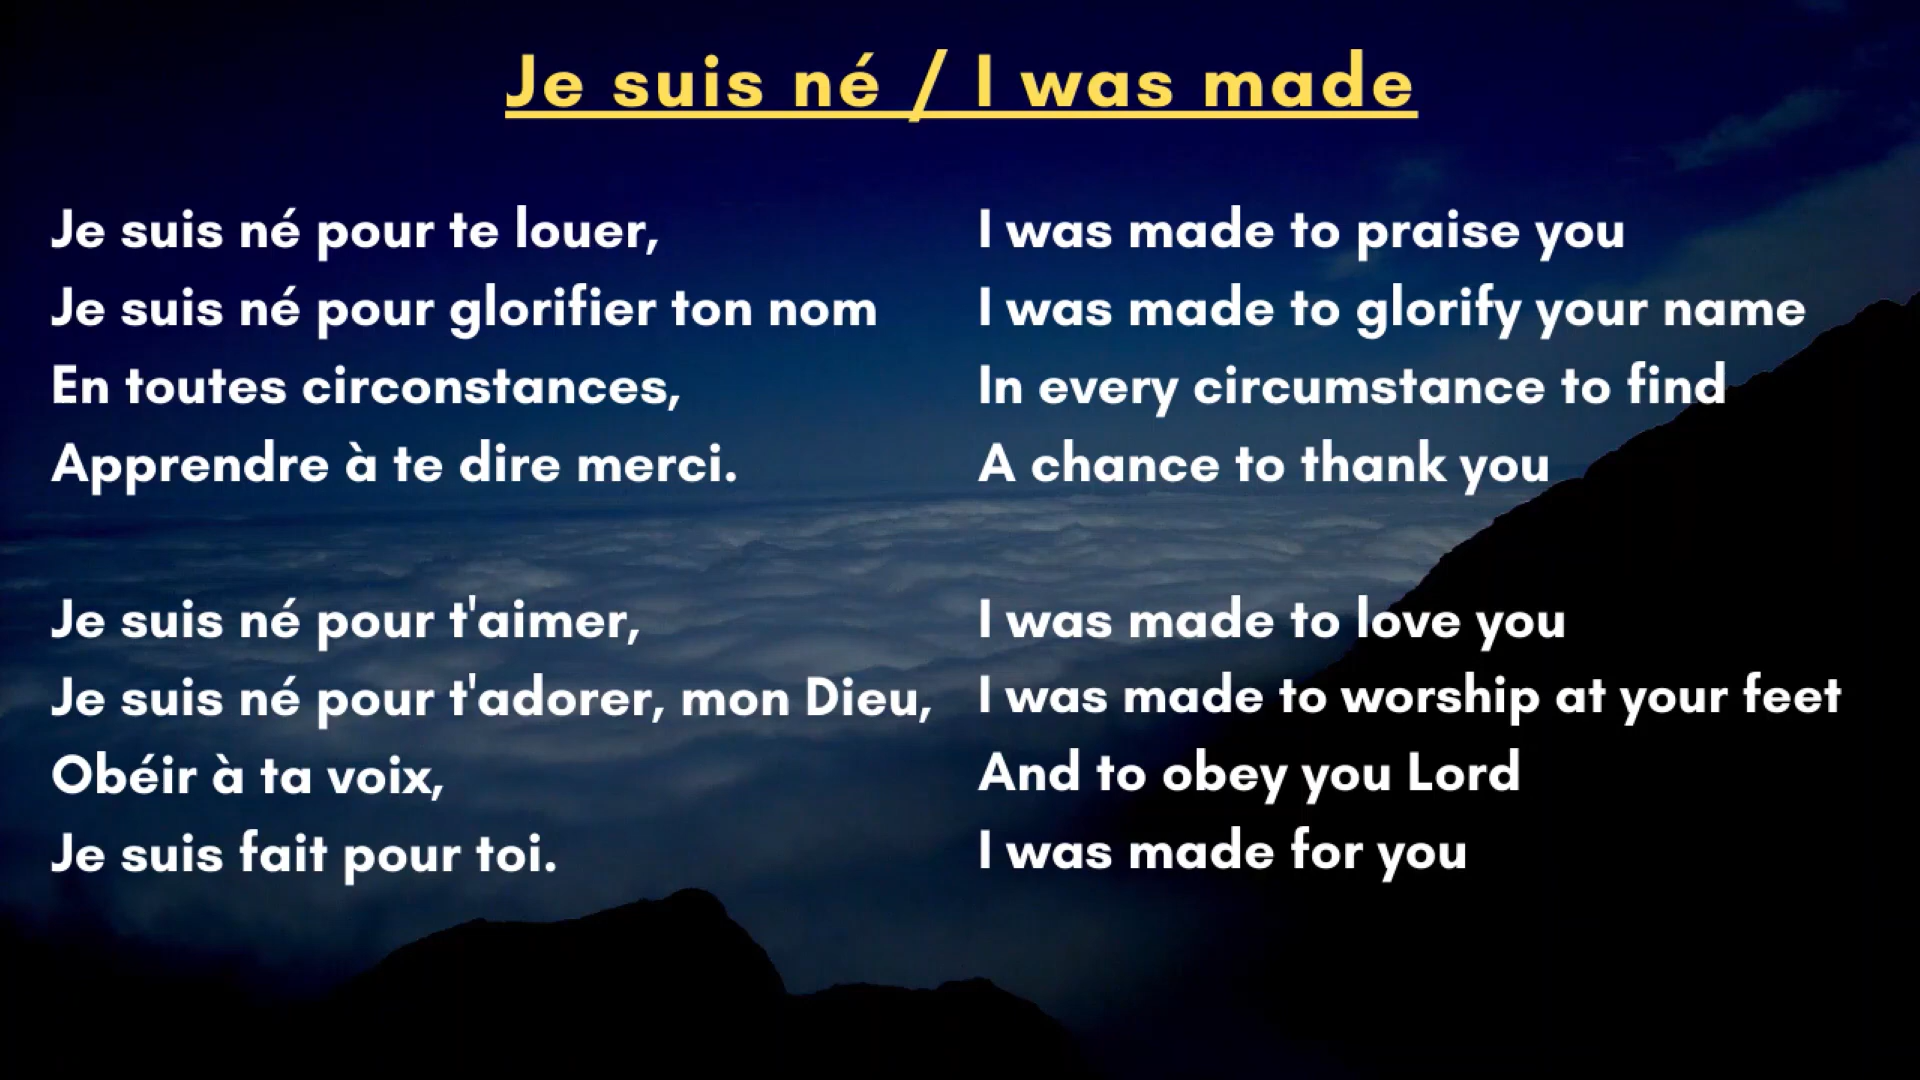 Je suis né / I was made
Je suis né pour te louer,
Je suis né pour glorifier ton nom
En toutes circonstances,
Apprendre à te dire merci.
Je suis né pour t'aimer,
Je suis né pour t'adorer, mon Dieu,
Obéir à ta voix,
Je suis fait pour toi.
I was made to praise you
I was made to glorify your name
In every circumstance to find
A chance to thank you
I was made to love you
I was made to worship at your feet
And to obey you Lord
I was made for you